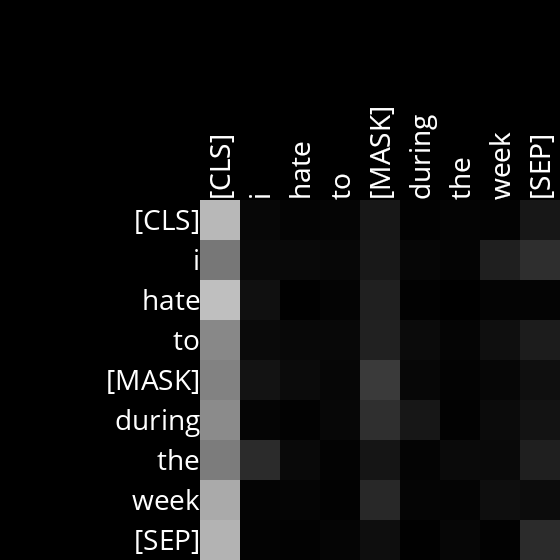 [CLS] i hate to [MASK] during the week [SEP]
[CLS]
i
hate
to
[MASK]
during
the
week
[SEP]